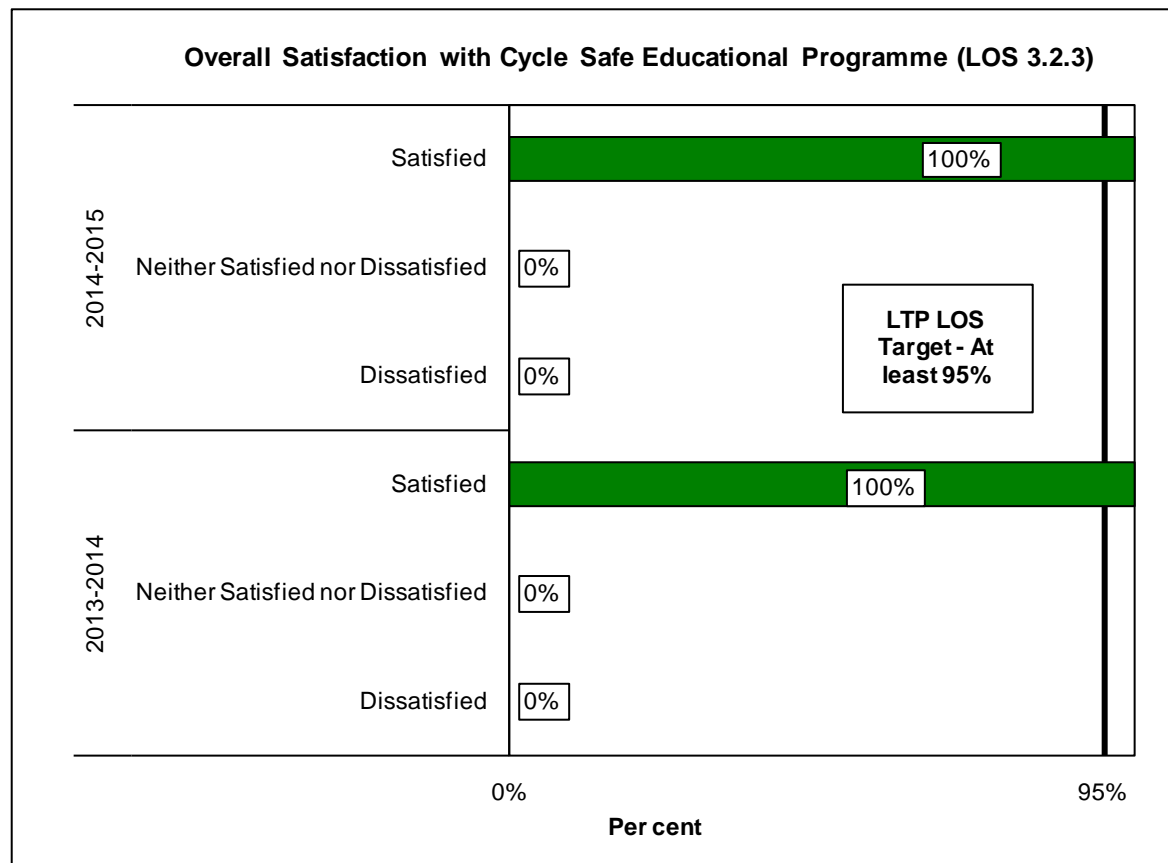 Overall Satisfaction with Cycle Safe Educational Programme (LOS 3.2.3)
2014-2015
Satisfied
100%
Neither Satisfied nor Dissatisfied
0%
Dissatisfied
0%
LTP LOS
Target - At
least 95%
2013-2014
Satisfied
100%
Neither Satisfied nor Dissatisfied
0%
Dissatisfied
0%
0%
95%
Per cent